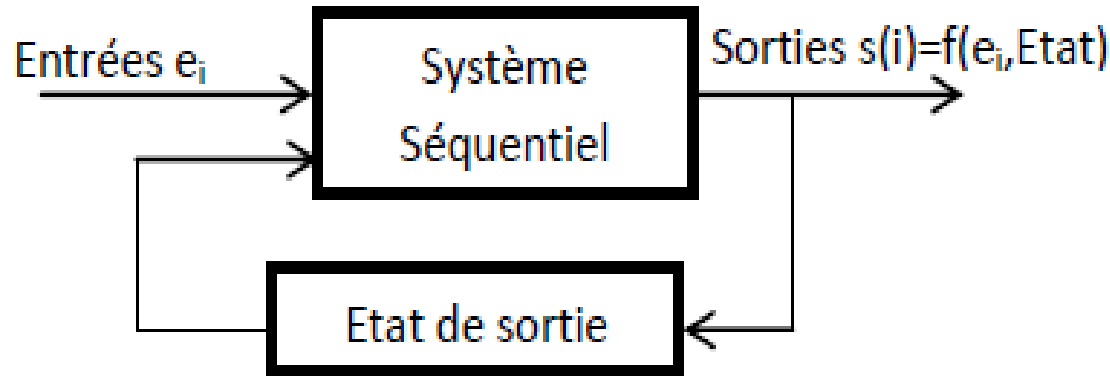 Entrées eᵢ
Système
Séquentiel
Sorties s(i)=f(eᵢ,Etat)
Etat de sortie